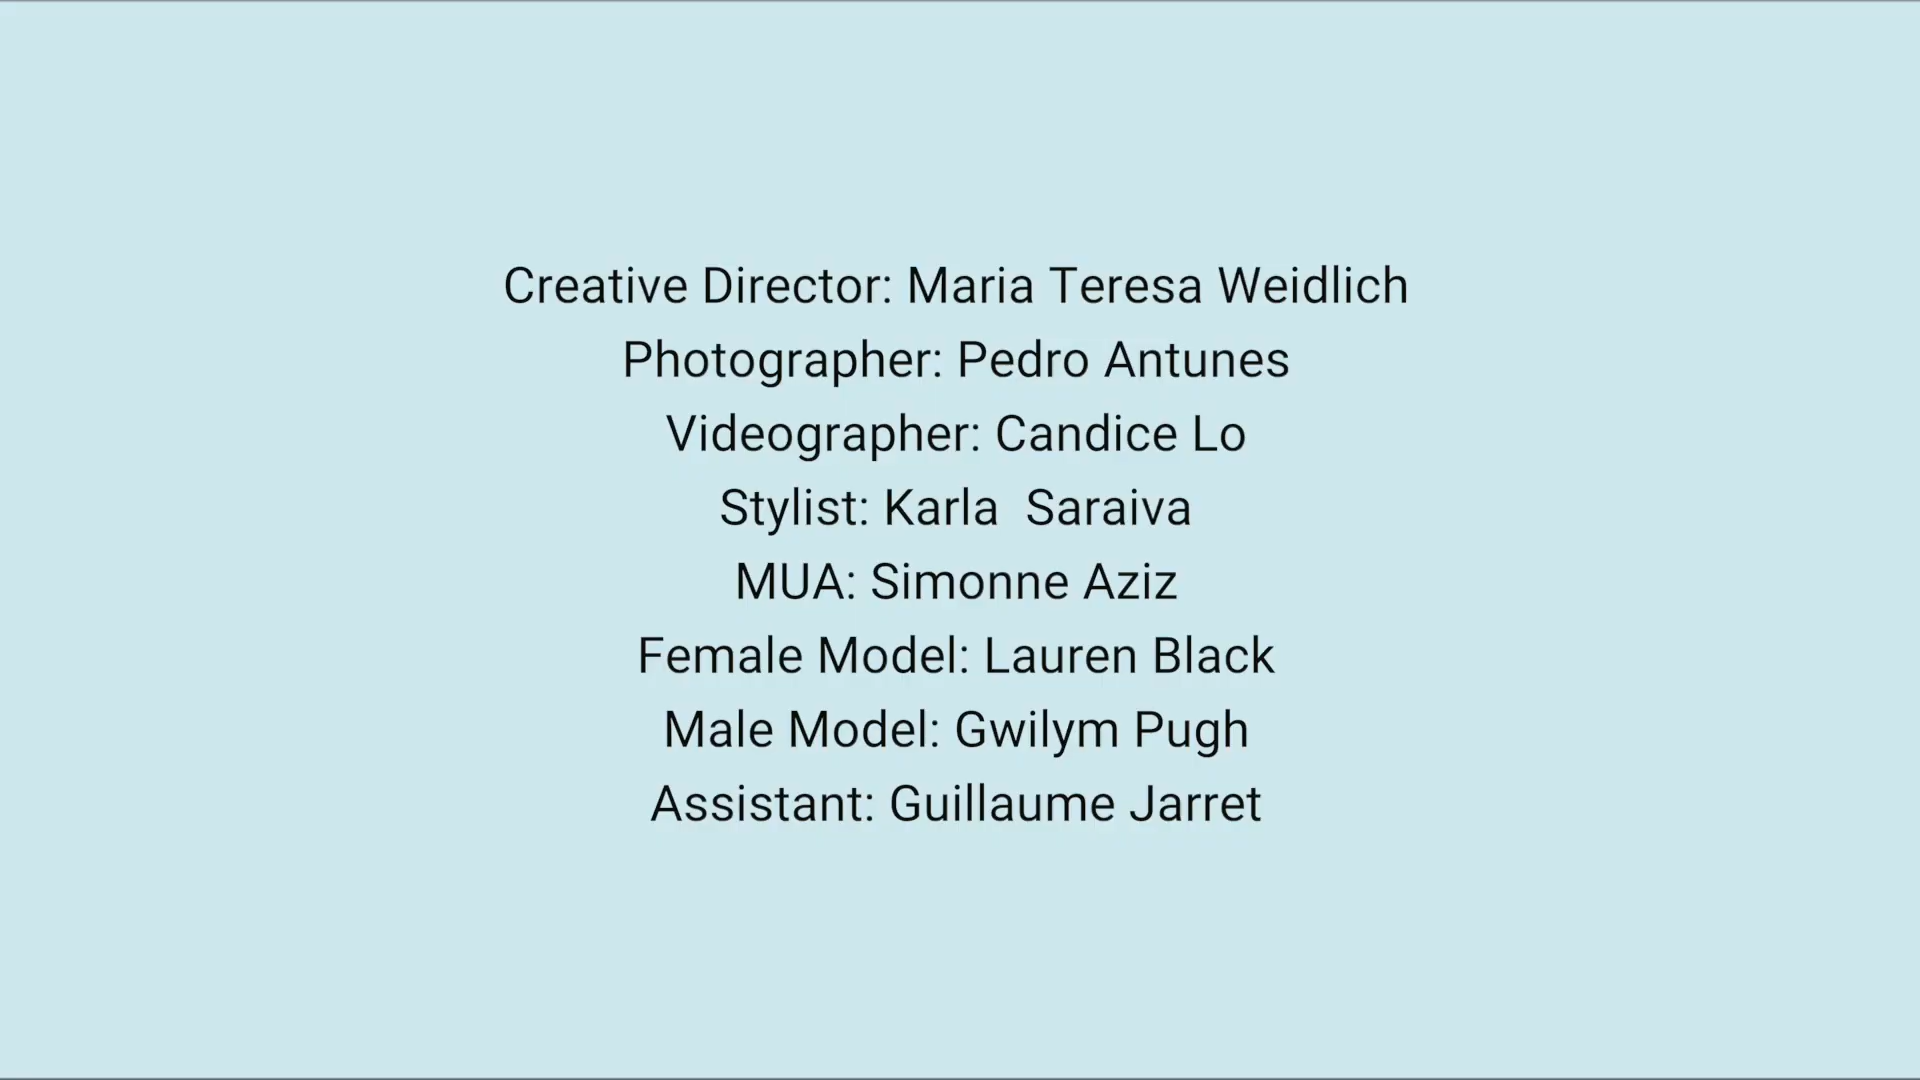 Creative Director: Maria Teresa Weidlich
Photographer: Pedro Antunes
Videographer: Candice Lo
Stylist: Karla  Saraiva
MUA: Simonne Aziz
Female Model: Lauren Black
Male Model: Gwilym Pugh
Assistant: Guillaume Jarret